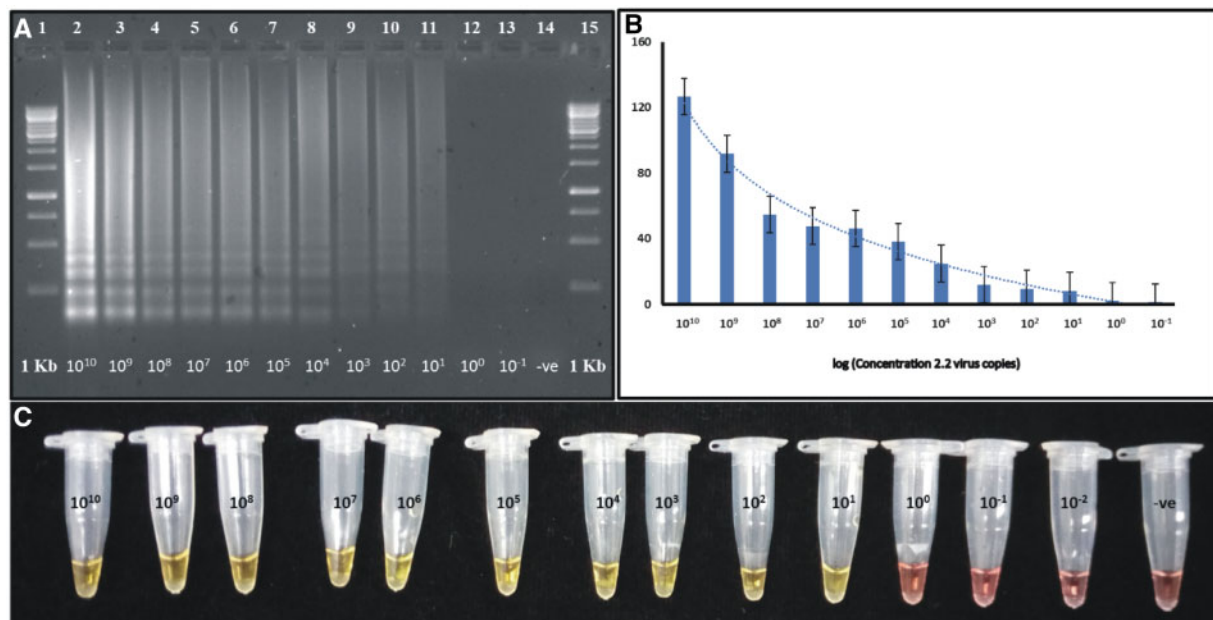 A
1 2 3 4 5 6 7 8 9 10 11 12 13 14 15
1 Kb 10¹⁰ 10⁹ 10⁸ 10⁷ 10⁶ 10⁵ 10⁴ 10³ 10² 10¹ 10⁰ 10⁻¹ -ve 1 Kb
B
160
120
80
40
0
10¹⁰ 10⁹ 10⁸ 10⁷ 10⁶ 10⁵ 10⁴ 10³ 10² 10¹ 10⁰ 10⁻¹
log (Concentration 2.2 virus copies)
C
10¹⁰ 10⁹ 10⁸ 10⁷ 10⁶ 10⁵ 10⁴ 10³ 10² 10¹ 10⁰ 10⁻¹ 10⁻² -ve